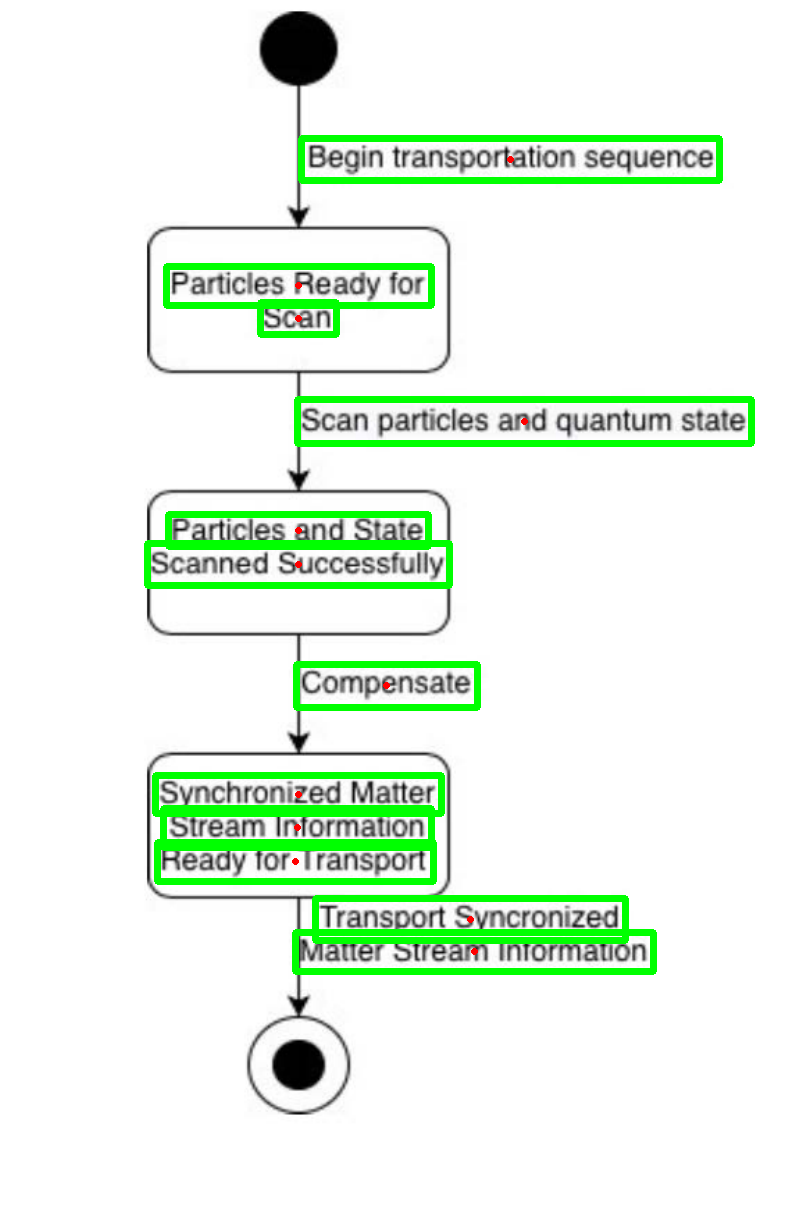 Begin transportation sequence
Particles Ready for
Scan
Scan particles and quantum state
Particles and State
Scanned Successfully
Compensate
Synchronized Matter
Stream Information
Ready for Transport
Transport Syncronized
Matter Stream Information